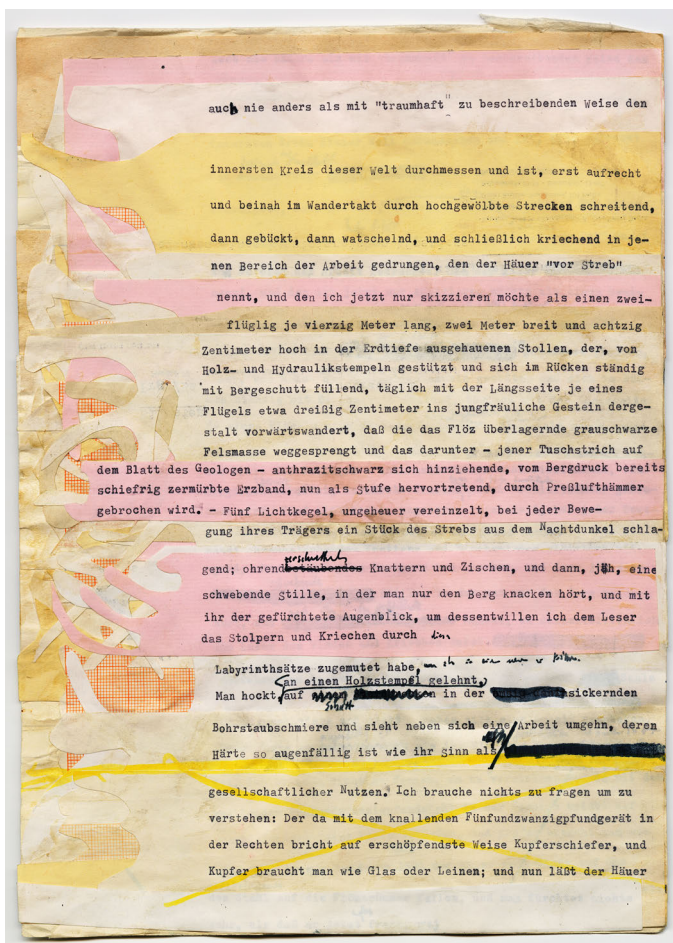 auch nie anders als mit "traumhaft" zu beschreibenden Weise den
innersten Kreis dieser Welt durchmessen und ist, erst aufrecht
und beinah im Wandertakt durch hochgewölbte Strecken schreitend,
dann gebückt, dann watschelnd, und schließlich kriechend in je-
nen Bereich der Arbeit gedrungen, den der Häuer "vor Streb"
nennt, und den ich jetzt nur skizzieren möchte als einen zwei-
flüglig je vierzig Meter lang, zwei Meter breit und achtzig
Zentimeter hoch in der Erdtiefe ausgehauenen Stollen, der, von
Holz- und Hydraulikstempeln gestützt und sich im Rücken ständig
mit Bergeschutt füllend, täglich mit der Längsseite je eines
Flügels etwa dreißig Zentimeter ins jungfräuliche Gestein derge-
stalt vorwärtswandert, daß die das Flöz überlagernde grauschwarze
Felsmasse weggesprengt und das darunter - jener Tuschstrich auf
dem Blatt des Geologen - anthrazitschwarz sich hinziehende, vom Bergdruck bereits
schiefrig zermürbte Erzband, nun als Stufe hervortretend, durch Preßlufthämmer
gebrochen wird. - Fünf Lichtkegel, ungeheuer vereinzelt, bei jeder Bewe-
gung ihres Trägers ein Stück des Strebs aus dem Nachtdunkel schla-
gend; ohrenbetäubendes Knattern und Zischen, und dann, jäh, eine
schwebende Stille, in der man nur den Berg knacken hört, und mit
ihr der gefürchtete Augenblick, um dessentwillen ich dem Leser
das Stolpern und Kriechen durch
Labyrinthsätze zugemutet habe,
an einen Holzstempel gelehnt,
Man hockt auf in der sickernden
Schutt
Bohrstaubschmiere und sieht neben sich eine Arbeit umgehn, deren
Härte so augenfällig ist wie ihr Sinn als
gesellschaftlicher Nutzen. Ich brauche nichts zu fragen um zu
verstehen: Der da mit dem knallenden Fünfundzwänzigpfundgerät in
der Rechten bricht auf erschöpfendste Weise Kupferschiefer, und
Kupfer braucht man wie Glas oder Leinen; und nun läßt der Häuer